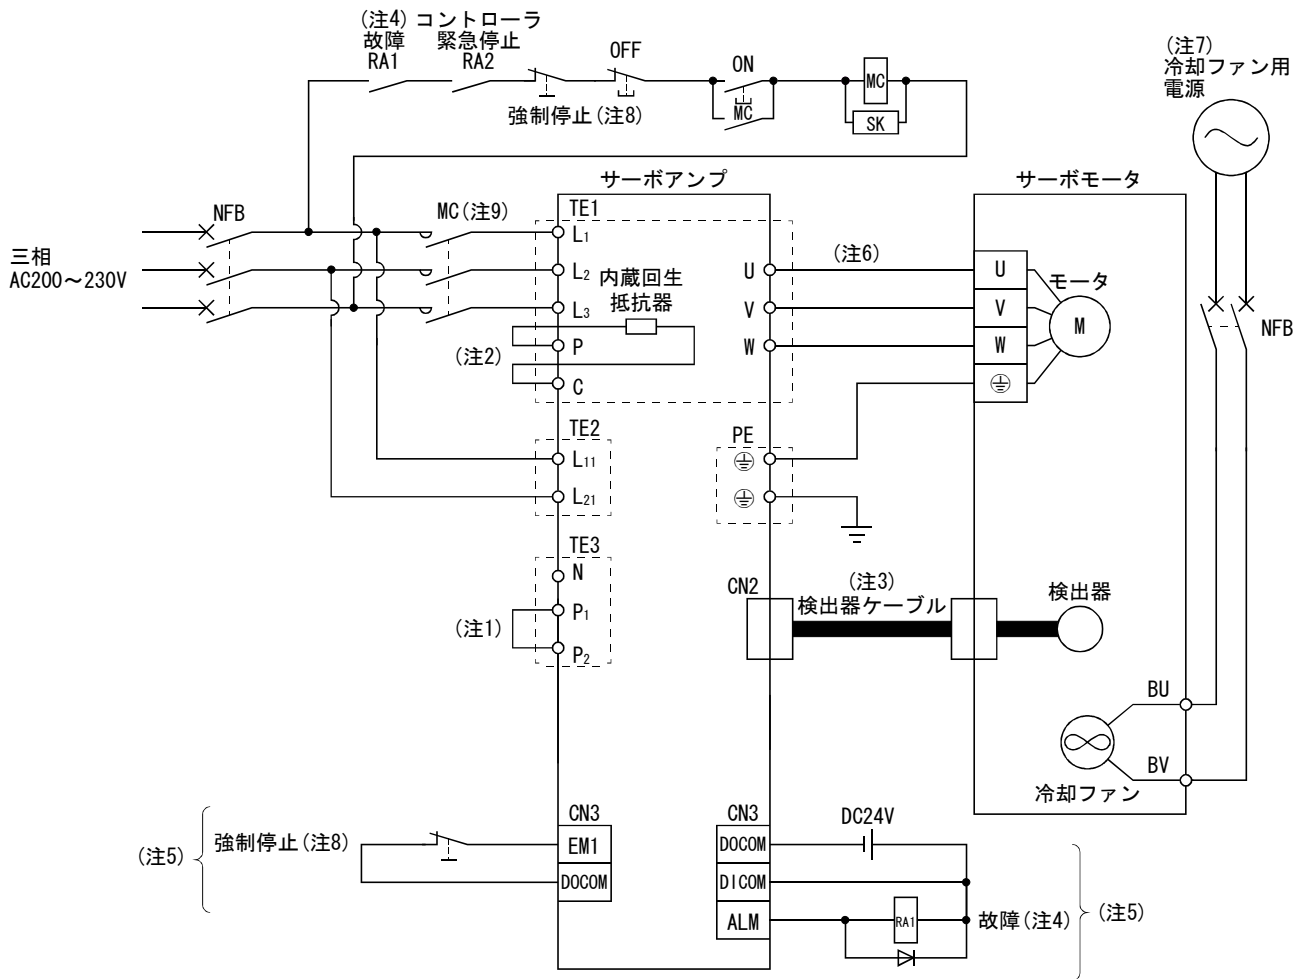 (注4) コントローラ
故障 緊急停止
RA1 RA2
OFF
ON
強制停止(注8)
MC
MC
SK
(注7)
冷却ファン用
電源
サーボアンプ
サーボモータ
NFB
MC(注9)
TE1
L1
三相
AC200～230V
L2
L3
内蔵回生
抵抗器
(注2)
P
C
U
V
W
(注6)
U
V
W
モータ
M
NFB
TE2
L11
L21
PE
TE3
N
(注1)
P1
P2
CN2
(注3)
検出器ケーブル
検出器
BU
BV
冷却ファン
(注5)
強制停止(注8)
CN3
EM1
DOCOM
CN3
DOCOM
DICOM
ALM
DC24V
RA1
故障(注4)
(注5)